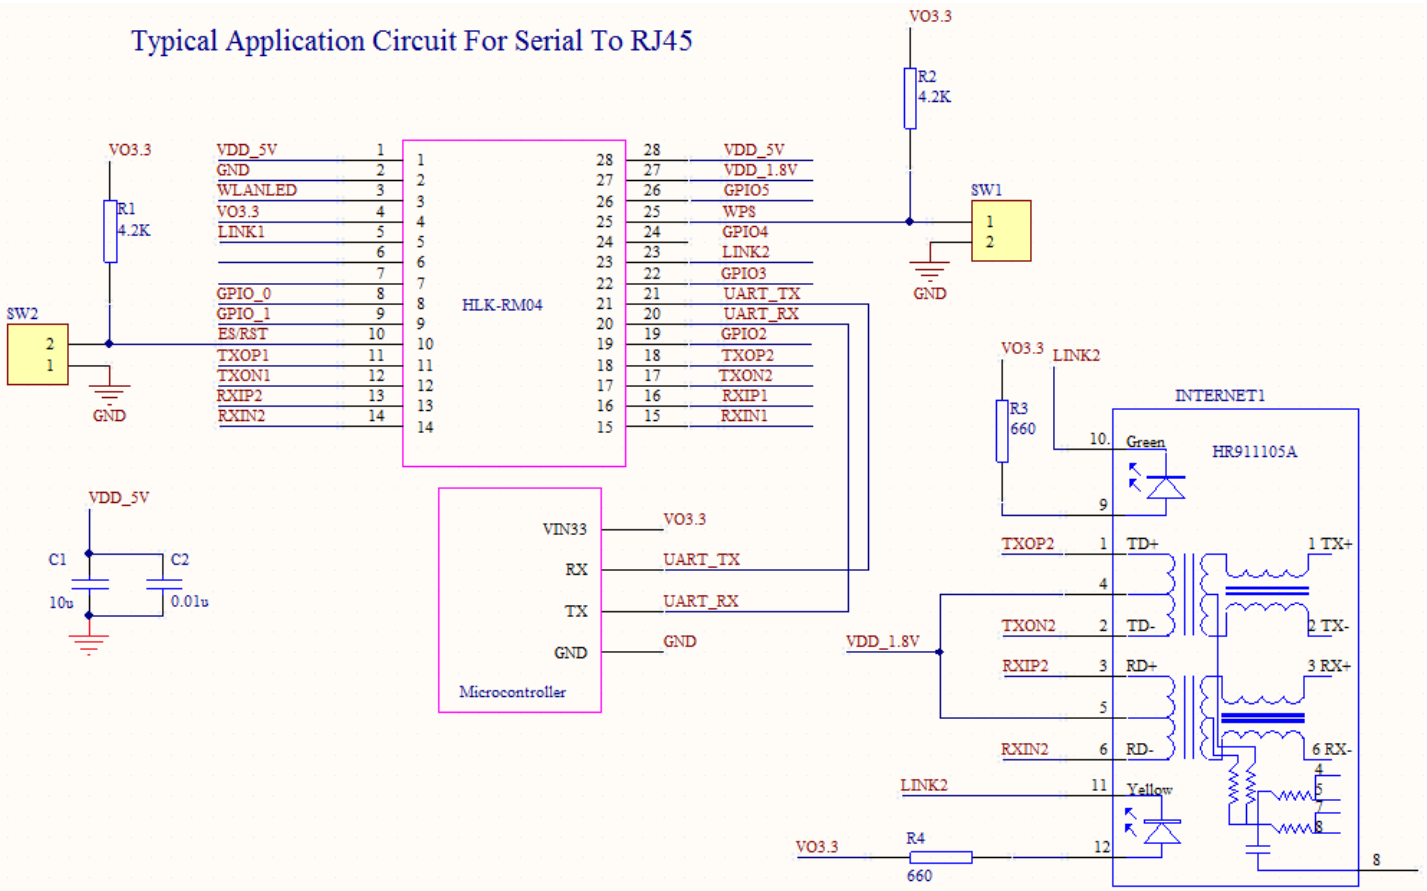 Typical Application Circuit For Serial To RJ45
VO3.3
R2
4.2K
VO3.3
R1
4.2K
VDD_5V 1 1
GND 2 2
WLANLED 3 3
VO3.3 4 4
LINK1 5 5
6 6
7 7
GPIO_0 8 8
GPIO_1 9 9
ES/RST 10 10
TXOP1 11 11
TXON1 12 12
RXIP2 13 13
RXIN2 14 14
HLK-RM04
28 28 VDD_5V
27 27 VDD_1.8V
26 26 GPIO5
25 25 WPS
24 24 GPIO4
23 23 LINK2
22 22 GPIO3
21 21 UART_TX
20 20 UART_RX
19 19 GPIO2
18 18 TXOP2
17 17 TXON2
16 16 RXIP1
15 15 RXIN1
SW1
1
2
GND
SW2
2
1
GND
VDD_5V
C1
10u
C2
0.01u
VIN33 VO3.3
RX UART_TX
TX UART_RX
GND GND
Microcontroller
VO3.3
LINK2
R3
660
INTERNET1
HR911105A
10. Green
9
TXOP2 1 TD+ 1 TX+
4
TXON2 2 TD- 2 TX-
VDD_1.8V
RXIP2 3 RD+ 3 RX+
5
RXIN2 6 RD- 6 RX-
4
5
7
8
LINK2 11 Yellow
VO3.3
R4
660
12
8